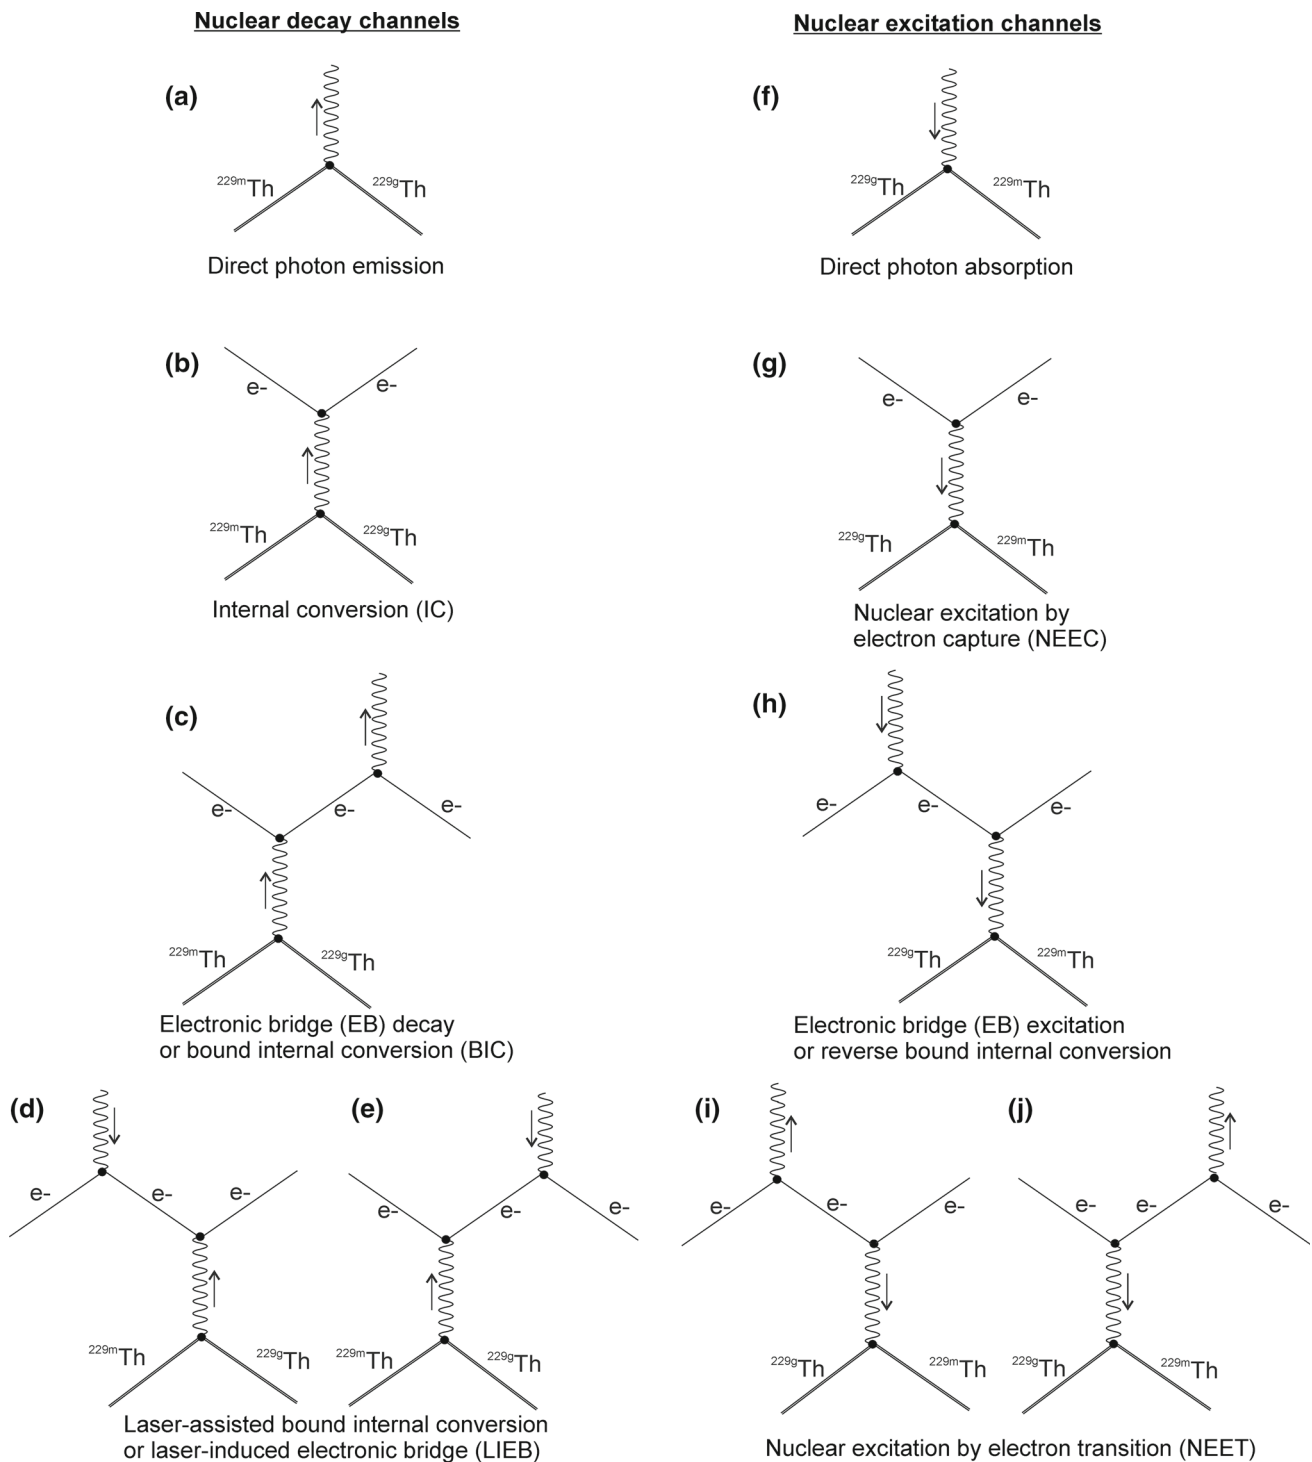 Nuclear decay channels
Nuclear excitation channels
(a)
229mTh
229gTh
Direct photon emission
(f)
229gTh
229mTh
Direct photon absorption
(b)
e-
e-
229mTh
229gTh
Internal conversion (IC)
(g)
e-
e-
229gTh
229mTh
Nuclear excitation by
electron capture (NEEC)
(c)
e-
e-
e-
229mTh
229gTh
Electronic bridge (EB) decay
or bound internal conversion (BIC)
(h)
e-
e-
e-
229gTh
229mTh
Electronic bridge (EB) excitation
or reverse bound internal conversion
(d)
e-
e-
e-
229mTh
229gTh
(e)
e-
e-
e-
229mTh
229gTh
Laser-assisted bound internal conversion
or laser-induced electronic bridge (LIEB)
(i)
e-
e-
e-
229gTh
229mTh
(j)
e-
e-
e-
229gTh
229mTh
Nuclear excitation by electron transition (NEET)